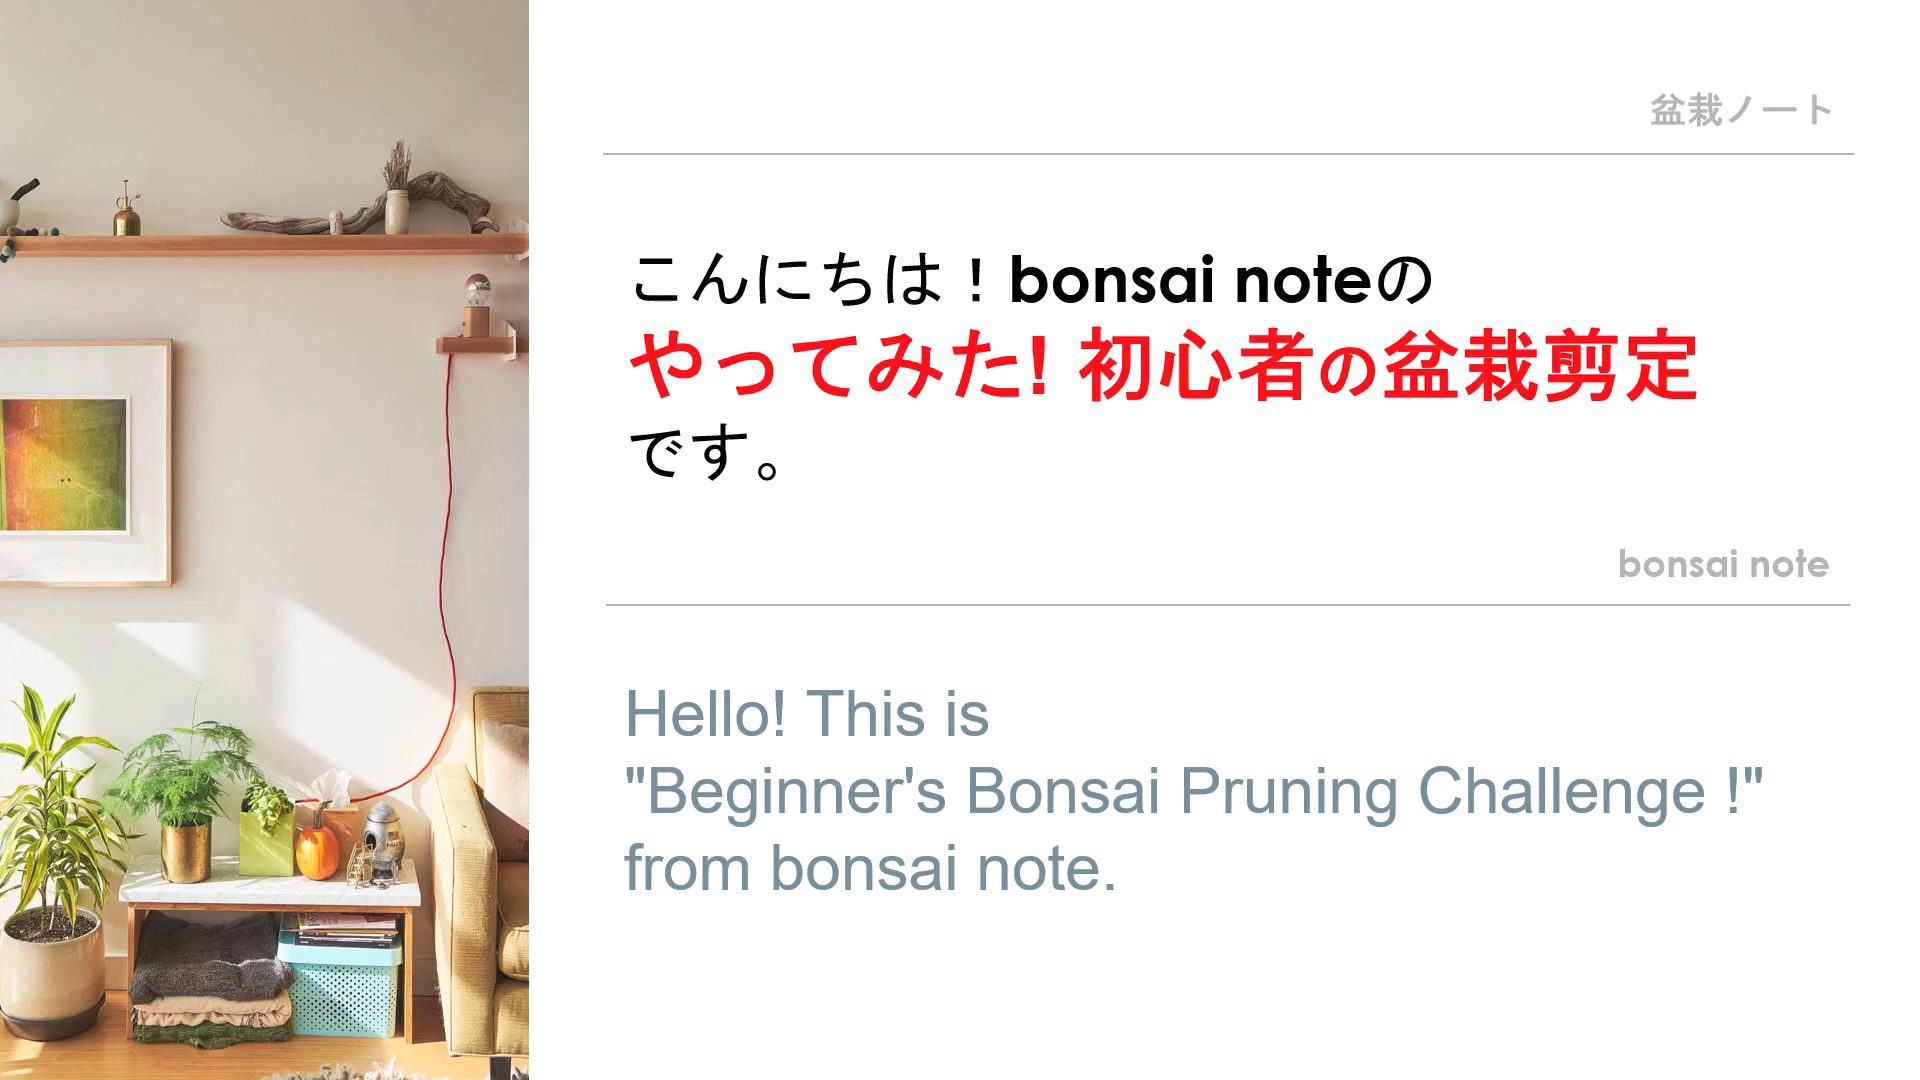 盆栽ノート
こんにちは！bonsai noteの
やってみた! 初心者の盆栽剪定
です。
bonsai note
Hello! This is
"Beginner's Bonsai Pruning Challenge !"
from bonsai note.